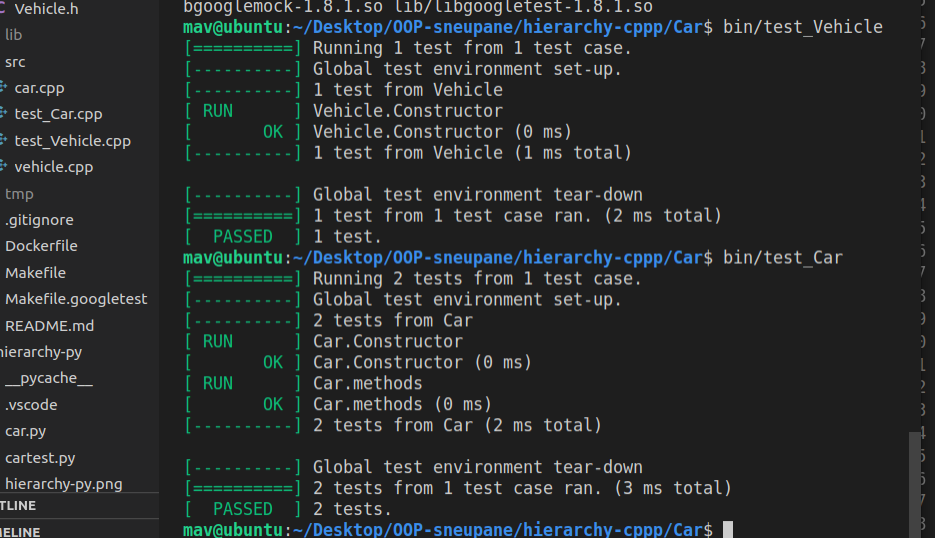 Vehicle.h
lib
src
car.cpp
test_Car.cpp
test_Vehicle.cpp
vehicle.cpp
tmp
.gitignore
Dockerfile
Makefile
Makefile.googletest
README.md
hierarchy-py
__pycache__
.vscode
car.py
cartest.py
hierarchy-py.png
TLINE
MELINE
bgooglemock-1.8.1.so lib/libgoogletest-1.8.1.so
mav@ubuntu:~/Desktop/OOP-sneupane/hierarchy-cppp/Car$ bin/test_Vehicle
[==========] Running 1 test from 1 test case.
[----------] Global test environment set-up.
[----------] 1 test from Vehicle
[ RUN      ] Vehicle.Constructor
[       OK ] Vehicle.Constructor (0 ms)
[----------] 1 test from Vehicle (1 ms total)
[----------] Global test environment tear-down
[==========] 1 test from 1 test case ran. (2 ms total)
[  PASSED  ] 1 test.
mav@ubuntu:~/Desktop/OOP-sneupane/hierarchy-cppp/Car$ bin/test_Car
[==========] Running 2 tests from 1 test case.
[----------] Global test environment set-up.
[----------] 2 tests from Car
[ RUN      ] Car.Constructor
[       OK ] Car.Constructor (0 ms)
[ RUN      ] Car.methods
[       OK ] Car.methods (0 ms)
[----------] 2 tests from Car (2 ms total)
[----------] Global test environment tear-down
[==========] 2 tests from 1 test case ran. (3 ms total)
[  PASSED  ] 2 tests.
mav@ubuntu:~/Desktop/OOP-sneupane/hierarchy-cppp/Car$